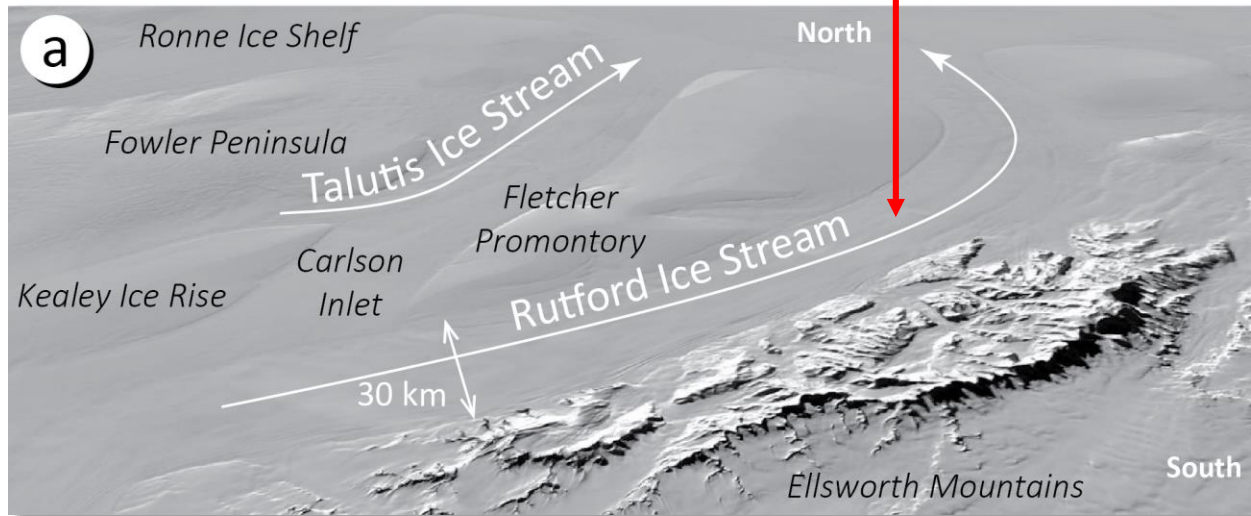 a
Ronne Ice Shelf
North
Fowler Peninsula
Talutis Ice Stream
Fletcher
Promontory
Carlson
Inlet
Kealey Ice Rise
Rutford Ice Stream
30 km
South
Ellsworth Mountains